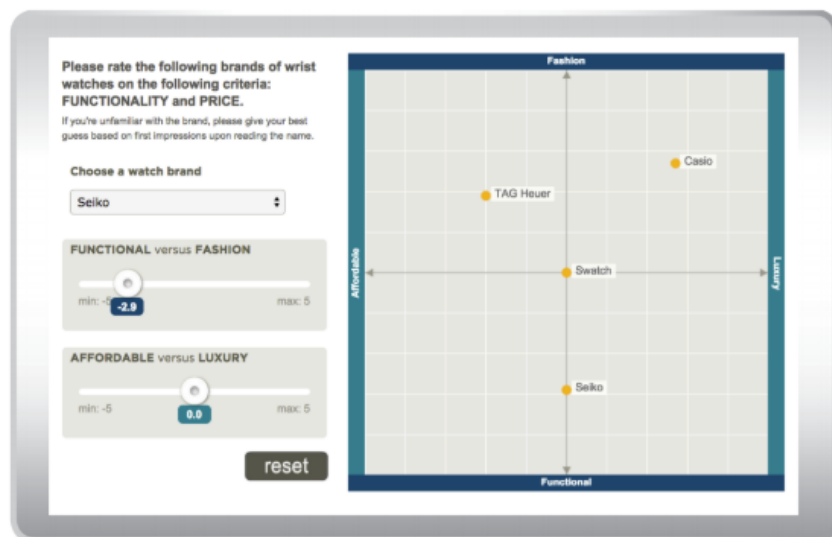 Please rate the following brands of wrist
watches on the following criteria:
FUNCTIONALITY and PRICE.
If you're unfamiliar with the brand, please give your best
guess based on first impressions upon reading the name.
Choose a watch brand
Seiko
FUNCTIONAL versus FASHION
min: -5
max: 5
-2.9
AFFORDABLE versus LUXURY
min: -5
max: 5
0.0
reset
Fashion
Casio
TAG Heuer
Affordable
Swatch
Luxury
Seiko
Functional